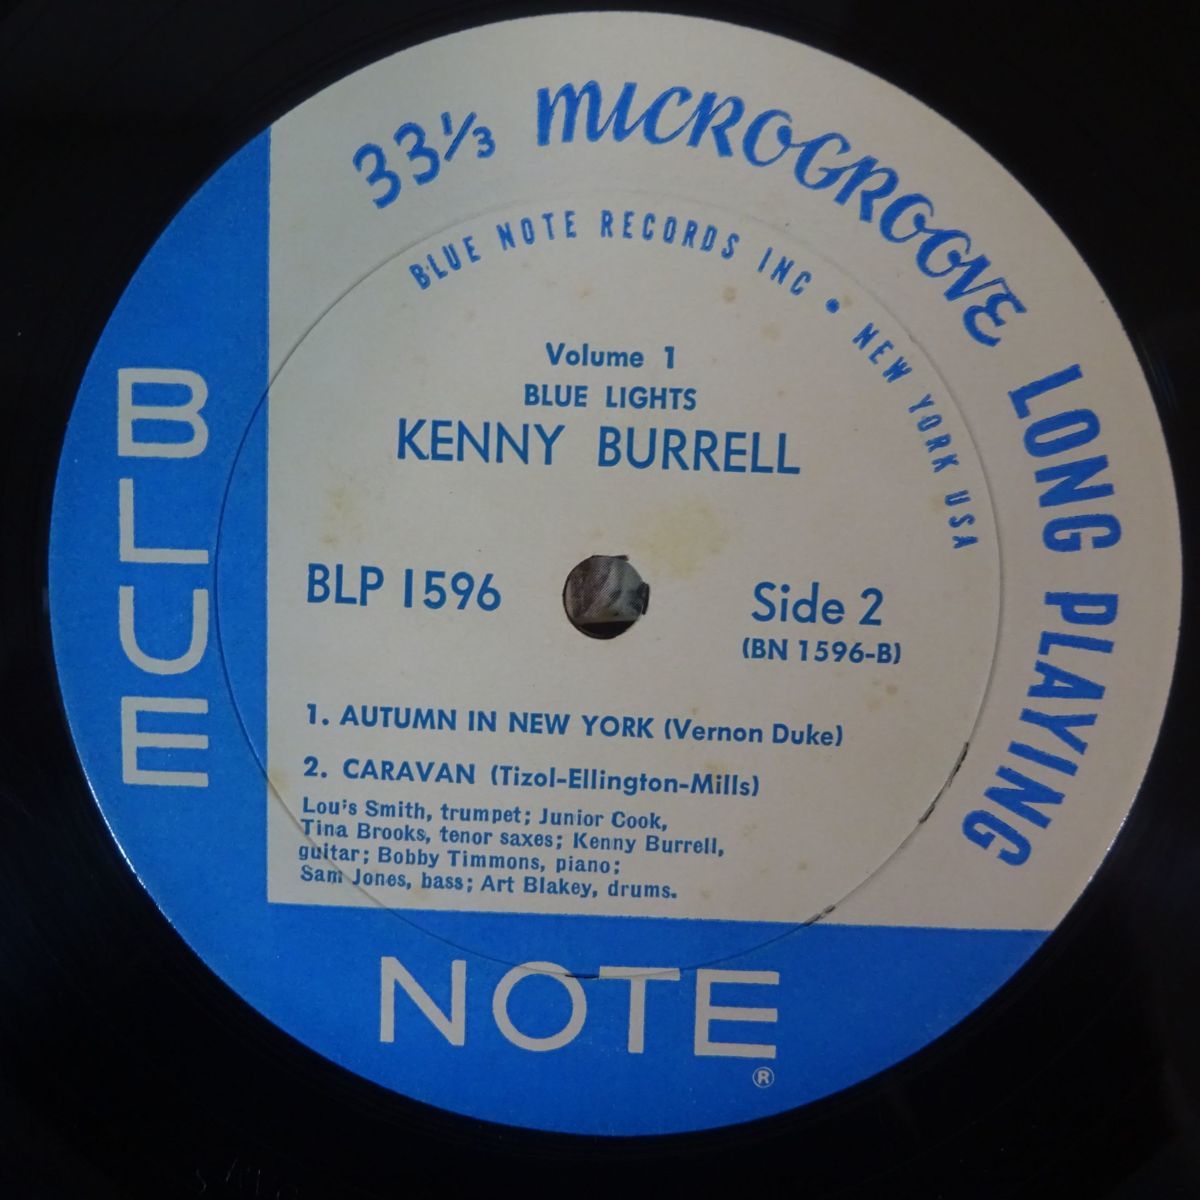 33⅓ MICROGROOVE LONG PLAYING
BLUE NOTE RECORDS INC • NEW YORK USA
Volume 1
BLUE LIGHTS
KENNY BURRELL
BLP 1596
Side 2
(BN 1596-B)
1. AUTUMN IN NEW YORK (Vernon Duke)
2. CARAVAN (Tizol-Ellington-Mills)
Lou's Smith, trumpet; Junior Cook,
Tina Brooks, tenor saxes; Kenny Burrell,
guitar; Bobby Timmons, piano;
Sam Jones, bass; Art Blakey, drums.
BLUE
NOTE
®